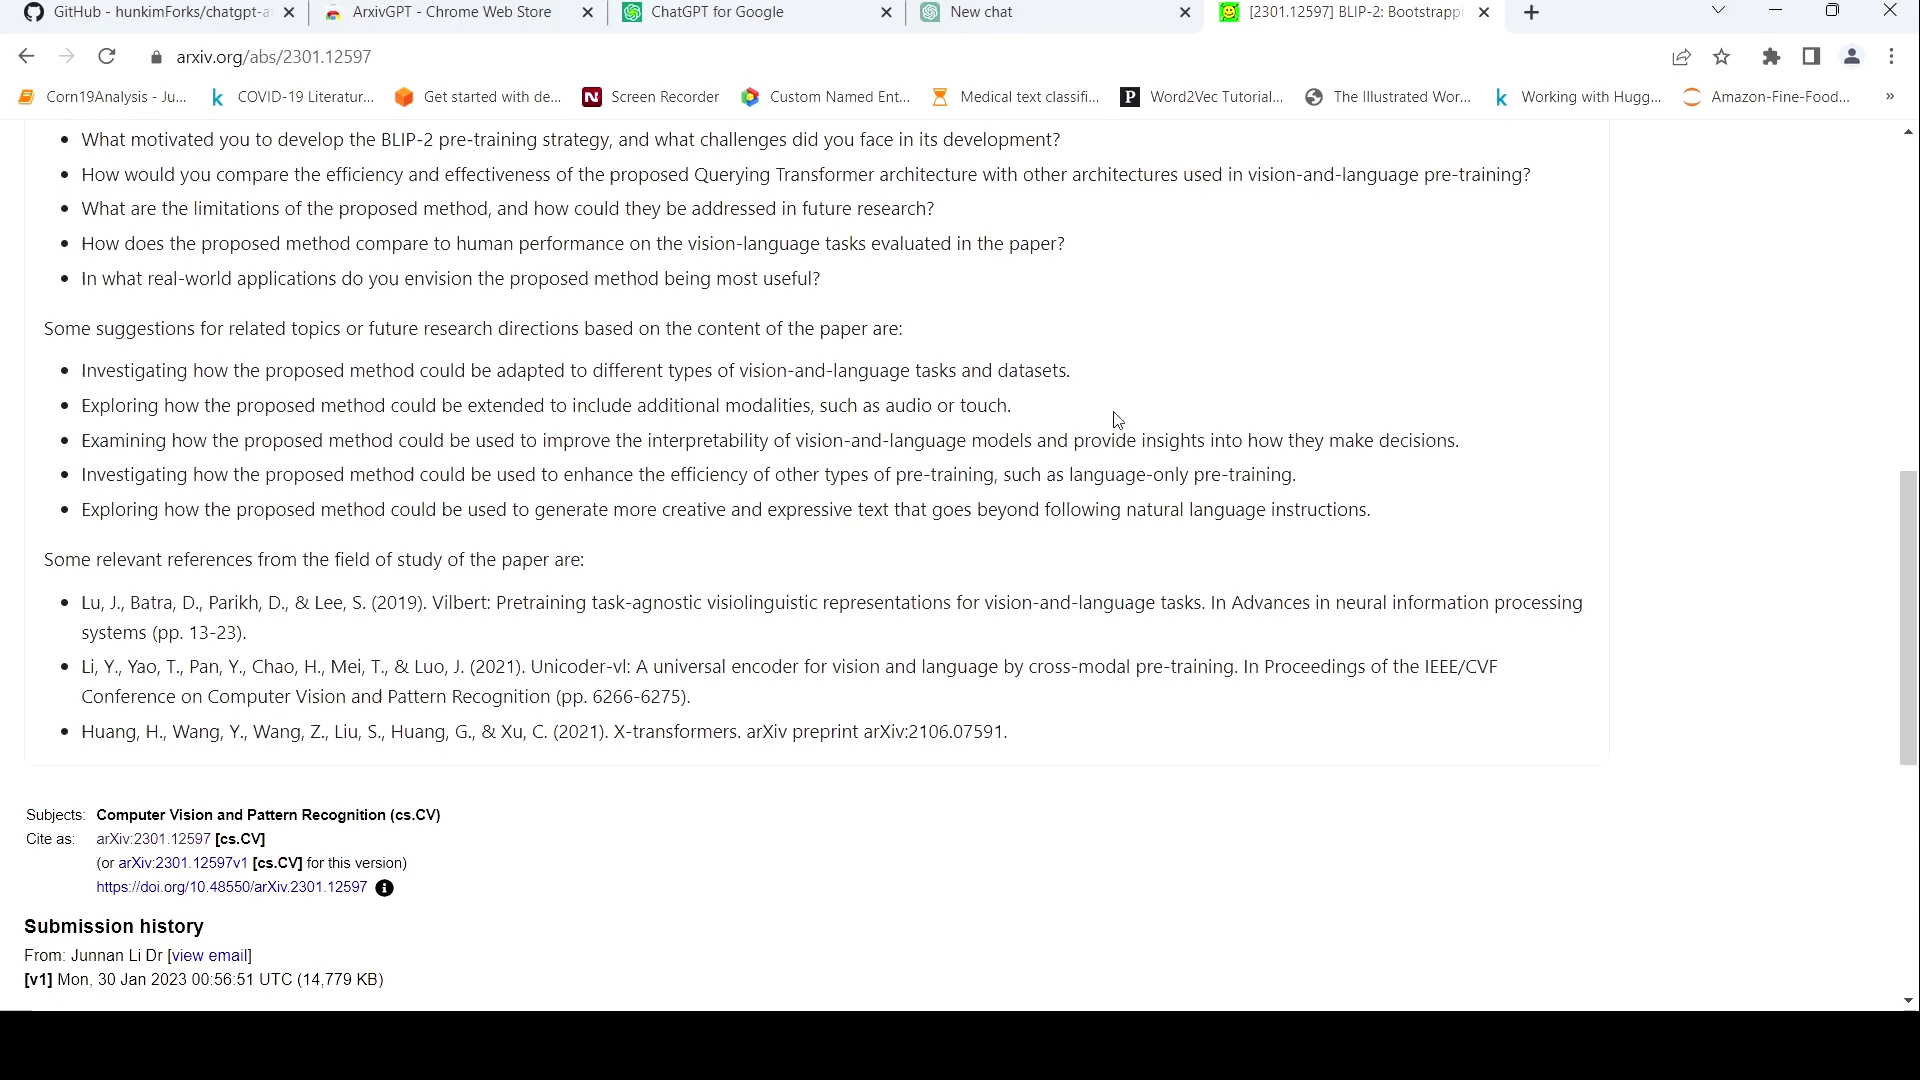 GitHub - hunkimForks/chatgpt-a
ArxivGPT - Chrome Web Store
ChatGPT for Google
New chat
[2301.12597] BLIP-2: Bootstrappi
arxiv.org/abs/2301.12597
Corn19Analysis - Ju...
COVID-19 Literatur...
Get started with de...
Screen Recorder
Custom Named Ent...
Medical text classifi...
Word2Vec Tutorial...
The Illustrated Wor...
Working with Hugg...
Amazon-Fine-Food...
»
• What motivated you to develop the BLIP-2 pre-training strategy, and what challenges did you face in its development?
• How would you compare the efficiency and effectiveness of the proposed Querying Transformer architecture with other architectures used in vision-and-language pre-training?
• What are the limitations of the proposed method, and how could they be addressed in future research?
• How does the proposed method compare to human performance on the vision-language tasks evaluated in the paper?
• In what real-world applications do you envision the proposed method being most useful?
Some suggestions for related topics or future research directions based on the content of the paper are:
• Investigating how the proposed method could be adapted to different types of vision-and-language tasks and datasets.
• Exploring how the proposed method could be extended to include additional modalities, such as audio or touch.
• Examining how the proposed method could be used to improve the interpretability of vision-and-language models and provide insights into how they make decisions.
• Investigating how the proposed method could be used to enhance the efficiency of other types of pre-training, such as language-only pre-training.
• Exploring how the proposed method could be used to generate more creative and expressive text that goes beyond following natural language instructions.
Some relevant references from the field of study of the paper are:
• Lu, J., Batra, D., Parikh, D., & Lee, S. (2019). Vilbert: Pretraining task-agnostic visiolinguistic representations for vision-and-language tasks. In Advances in neural information processing
systems (pp. 13-23).
• Li, Y., Yao, T., Pan, Y., Chao, H., Mei, T., & Luo, J. (2021). Unicoder-vl: A universal encoder for vision and language by cross-modal pre-training. In Proceedings of the IEEE/CVF
Conference on Computer Vision and Pattern Recognition (pp. 6266-6275).
• Huang, H., Wang, Y., Wang, Z., Liu, S., Huang, G., & Xu, C. (2021). X-transformers. arXiv preprint arXiv:2106.07591.
Subjects: Computer Vision and Pattern Recognition (cs.CV)
Cite as: arXiv:2301.12597 [cs.CV]
(or arXiv:2301.12597v1 [cs.CV] for this version)
https://doi.org/10.48550/arXiv.2301.12597
Submission history
From: Junnan Li Dr [view email]
[v1] Mon, 30 Jan 2023 00:56:51 UTC (14,779 KB)